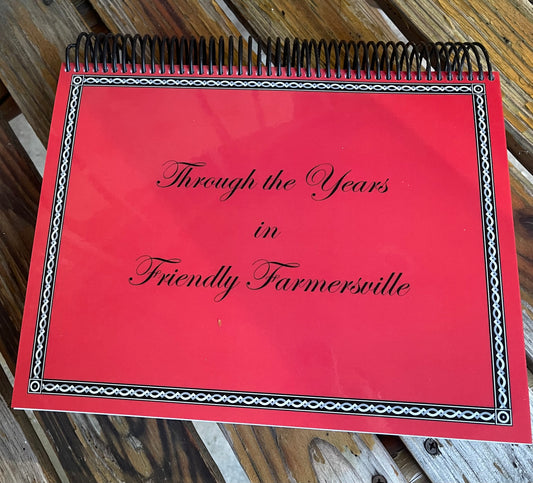 Through the Years
in
Friendly Farmersville